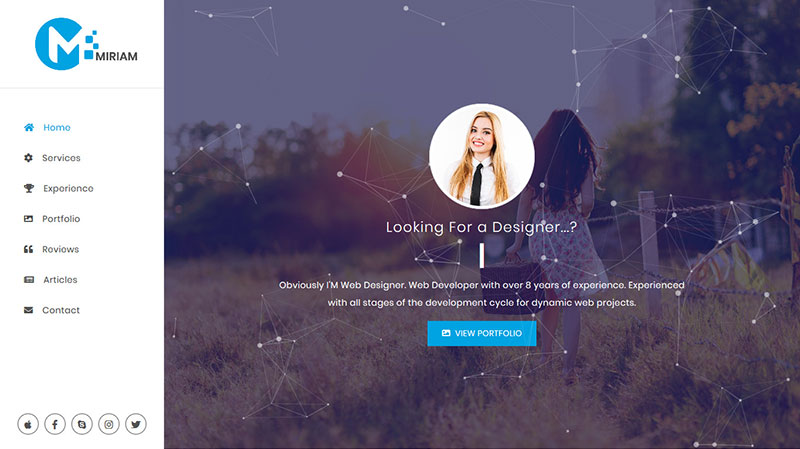 M
MIRIAM
Home
Services
Experience
Portfolio
Reviews
Articles
Contact
Looking For a Designer...?
Obviously I'M Web Designer. Web Developer with over 8 years of experience. Experienced
with all stages of the development cycle for dynamic web projects.
VIEW PORTFOLIO